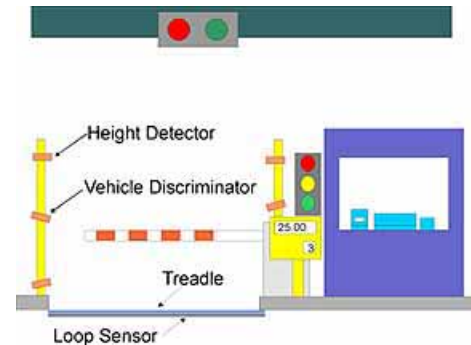 Height Detector
Vehicle Discriminator
25.00
3
Treadle
Loop Sensor